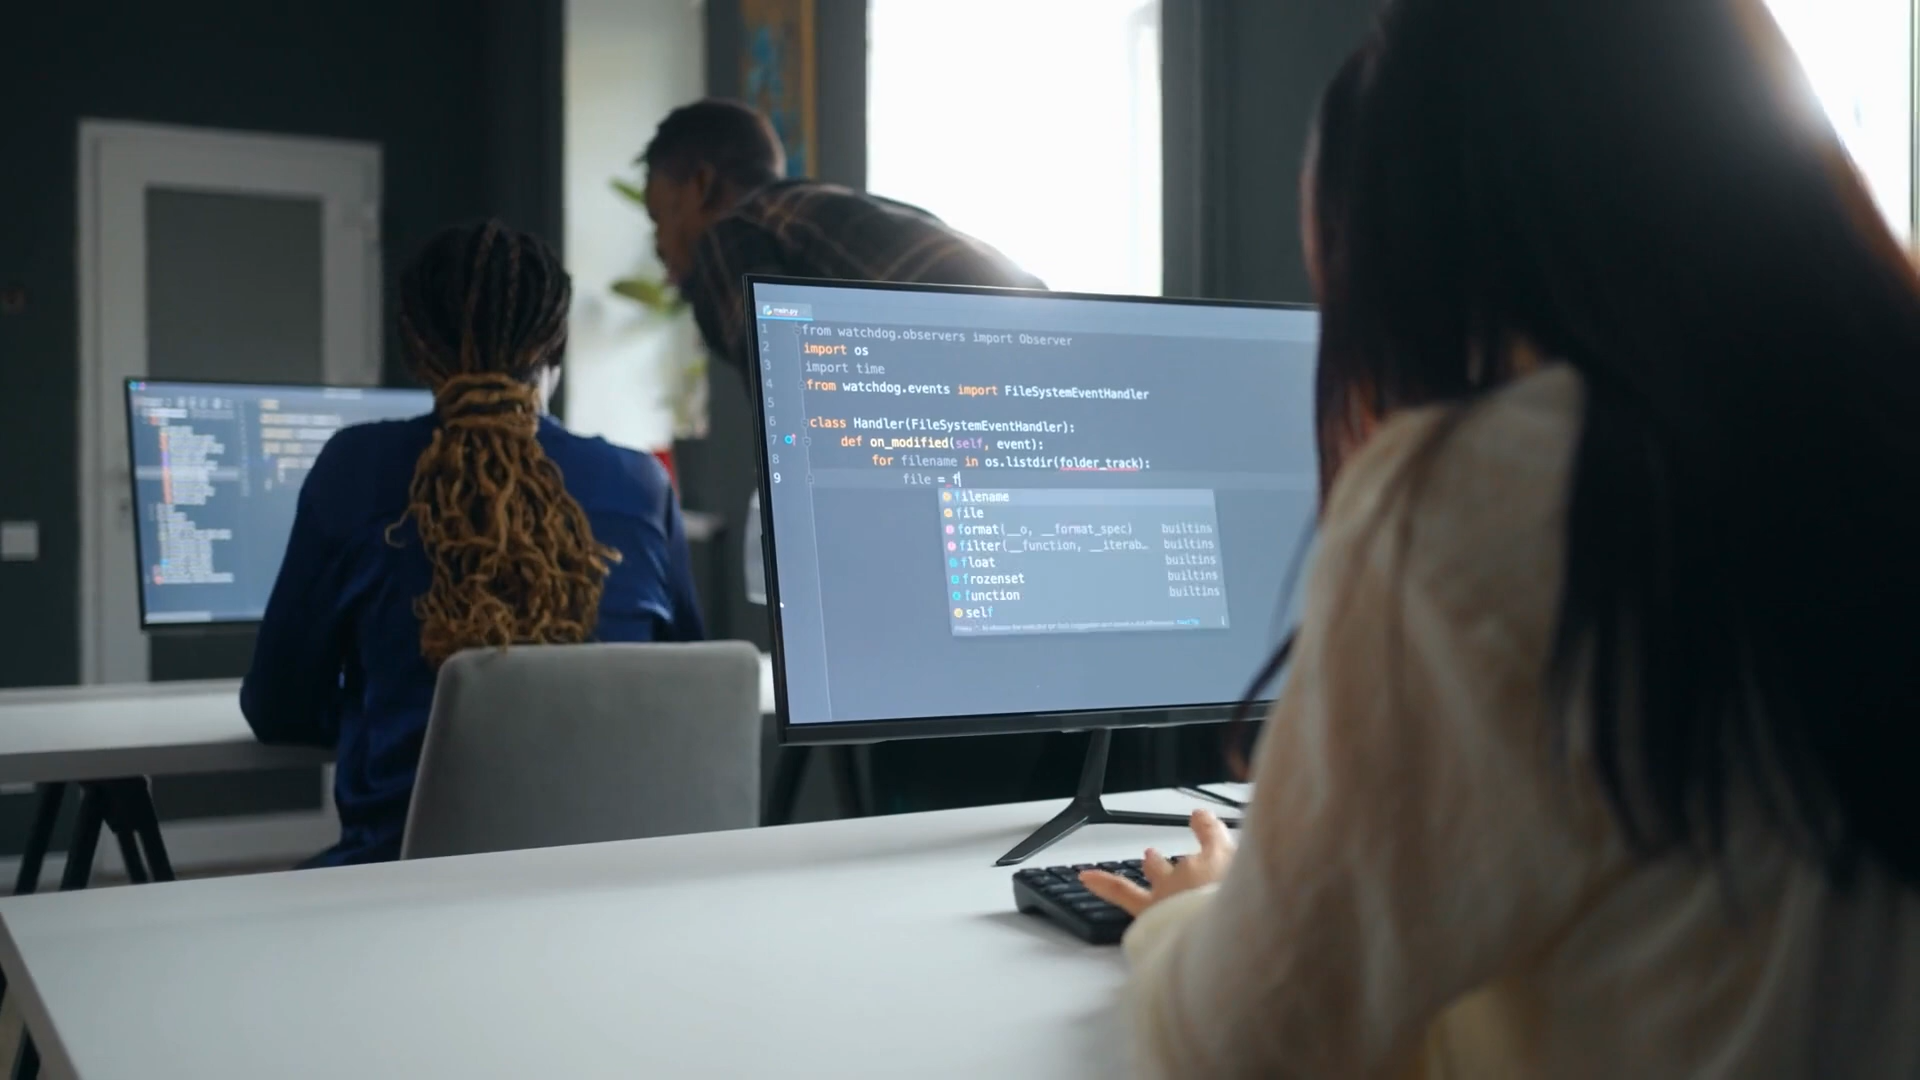 main.py
1 from watchdog.observers import Observer
2 import os
3 import time
4 from watchdog.events import FileSystemEventHandler
5
6 class Handler(FileSystemEventHandler):
7 def on_modified(self, event):
8 for filename in os.listdir(folder_track):
9 file = f
filename
file
format(__o, __format_spec) builtins
filter(__function, __iterab… builtins
float builtins
frozenset builtins
function builtins
self